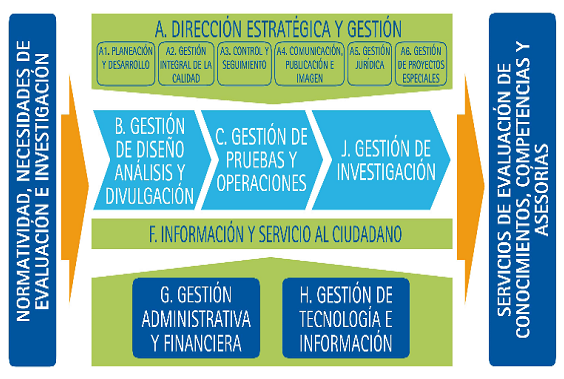 NORMATIVIDAD, NECESIDADES DE
EVALUACIÓN E INVESTIGACIÓN
A. DIRECCIÓN ESTRATÉGICA Y GESTIÓN
A1. PLANEACIÓN
Y DESARROLLO
A2. GESTIÓN
INTEGRAL DE LA
CALIDAD
A3. CONTROL Y
SEGUIMIENTO
A4. COMUNICACIÓN,
PUBLICACIÓN E
IMAGEN
A5. GESTIÓN
JURÍDICA
A6. GESTIÓN
DE PROYECTOS
ESPECIALES
B. GESTIÓN
DE DISEÑO
ANÁLISIS Y
DIVULGACIÓN
C. GESTIÓN DE
PRUEBAS Y
OPERACIONES
J. GESTIÓN DE
INVESTIGACIÓN
F. INFORMACIÓN Y SERVICIO AL CIUDADANO
G. GESTIÓN
ADMINISTRATIVA
Y FINANCIERA
H. GESTIÓN DE
TECNOLOGÍA E
INFORMACIÓN
SERVICIOS DE EVALUACIÓN DE
CONOCIMIENTOS, COMPETENCIAS Y
ASESORÍAS